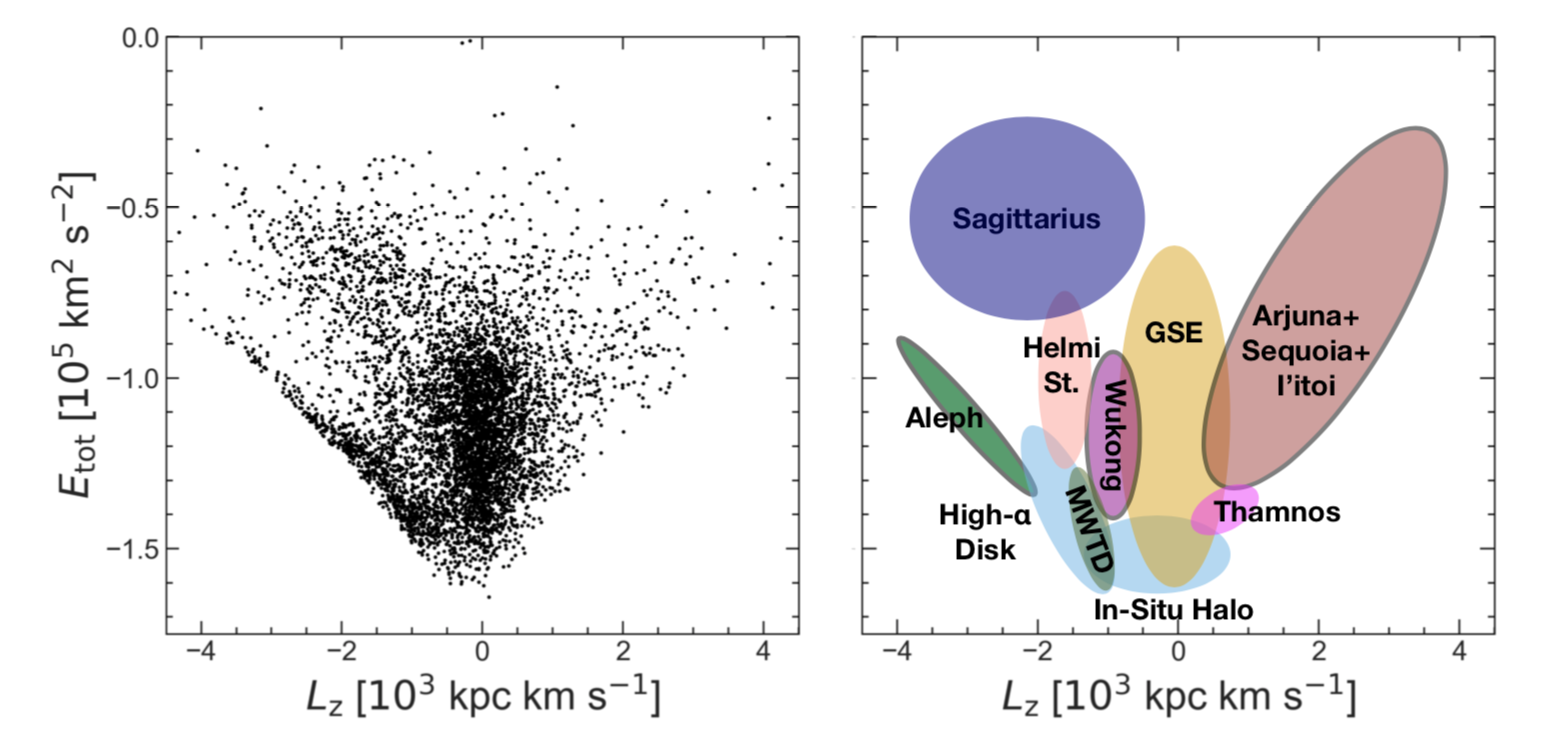 0.0
−0.5
−1.0
−1.5
E_tot [10^5 km^2 s^−2]
−4 −2 0 2 4
L_z [10^3 kpc km s^−1]
Sagittarius
GSE
Arjuna+
Sequoia+
I'itoi
Helmi
St.
Wukong
Aleph
High-α
Disk
MWTD
Thamnos
In-Situ Halo
−4 −2 0 2 4
L_z [10^3 kpc km s^−1]